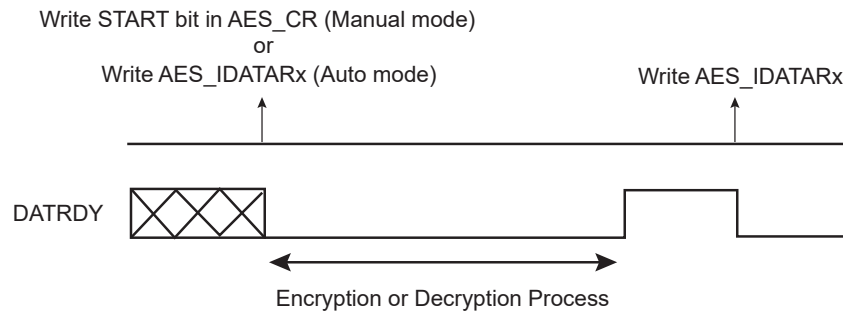 Write START bit in AES_CR (Manual mode)
or
Write AES_IDATARx (Auto mode)
Write AES_IDATARx
DATRDY
Encryption or Decryption Process